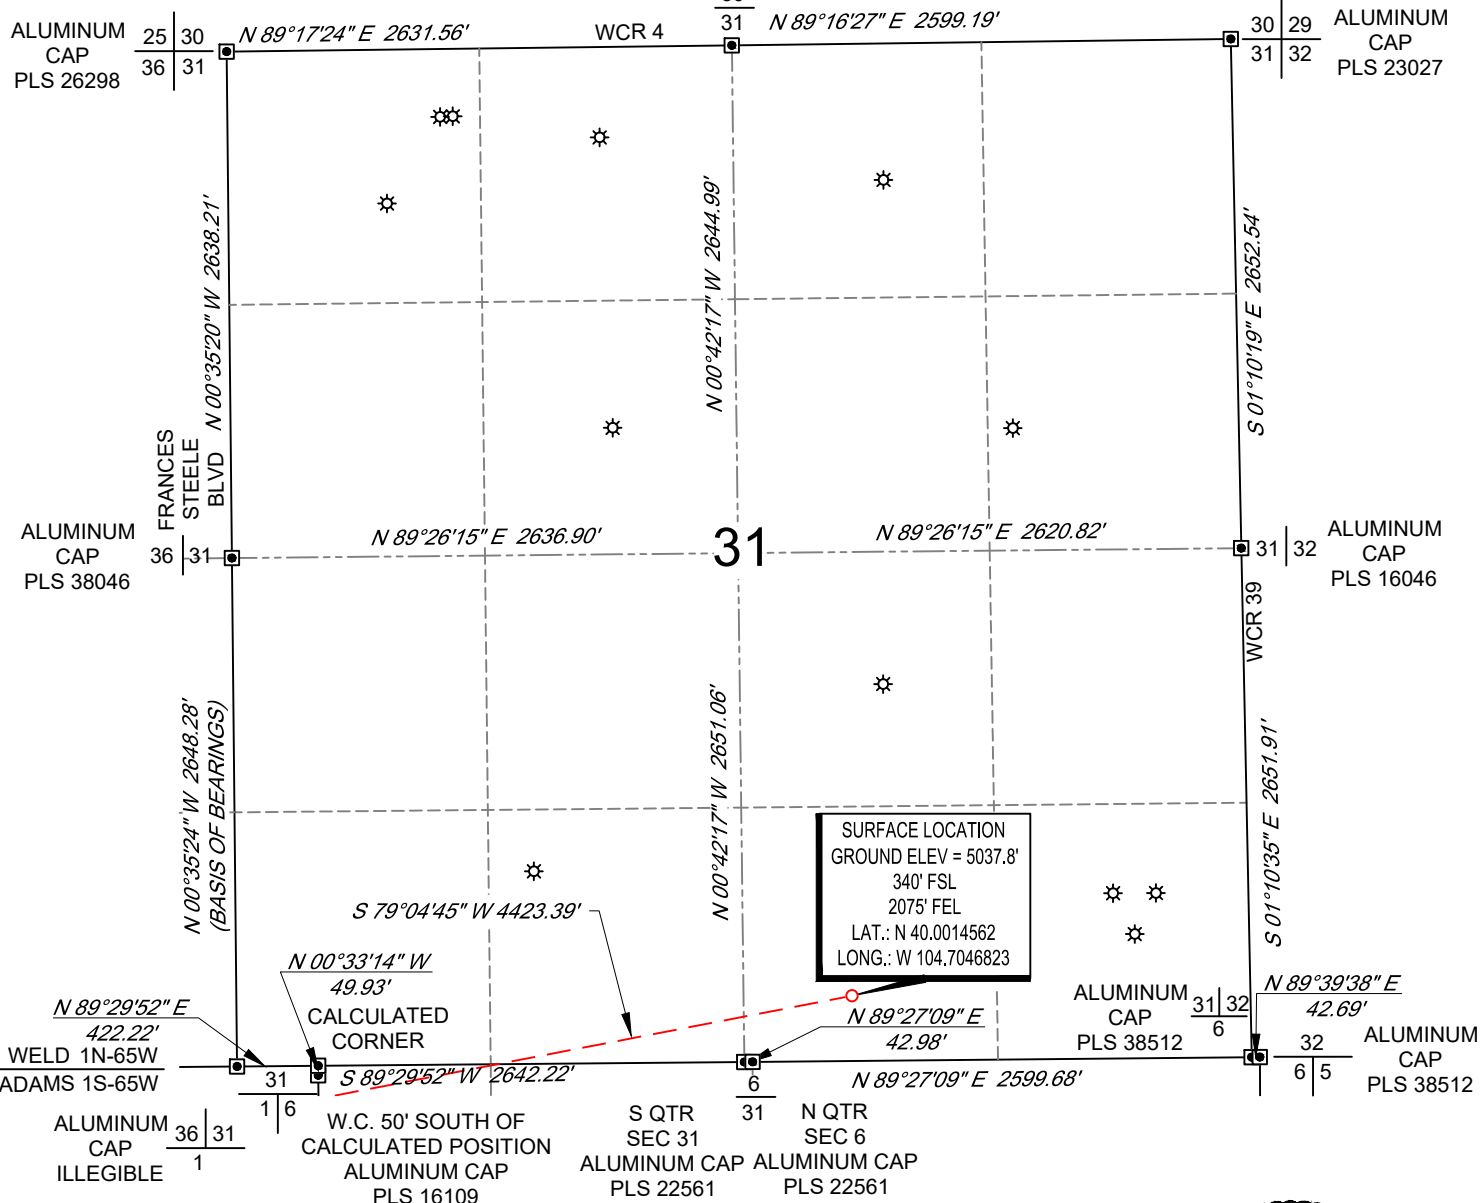 ALUMINUM
CAP
PLS 26298
25 30
36 31
N 89°17'24" E 2631.56'
WCR 4
31
N 89°16'27" E 2599.19'
30 29
31 32
ALUMINUM
CAP
PLS 23027
N 00°35'20" W 2638.21'
N 00°42'17" W 2644.99'
S 01°10'19" E 2652.54'
FRANCES
STEELE
BLVD
ALUMINUM
CAP
PLS 38046
36 31
N 89°26'15" E 2636.90'
31
N 89°26'15" E 2620.82'
31 32
ALUMINUM
CAP
PLS 16046
WCR 39
N 00°35'24" W 2648.28'
(BASIS OF BEARINGS)
N 00°42'17" W 2651.06'
S 01°10'35" E 2651.91'
SURFACE LOCATION
GROUND ELEV = 5037.8'
340' FSL
2075' FEL
LAT.: N 40.0014562
LONG.: W 104.7046823
S 79°04'45" W 4423.39'
N 00°33'14" W
49.93'
CALCULATED
CORNER
N 89°29'52" E
422.22'
WELD 1N-65W
ADAMS 1S-65W
31
1 6
S 89°29'52" W 2642.22'
N 89°27'09" E
42.98'
ALUMINUM
CAP
PLS 38512
31 32
6
N 89°39'38" E
42.69'
32
6 5
ALUMINUM
CAP
PLS 38512
N 89°27'09" E 2599.68'
6
31
ALUMINUM
CAP
ILLEGIBLE
36 31
1
W.C. 50' SOUTH OF
CALCULATED POSITION
ALUMINUM CAP
PLS 16109
S QTR
SEC 31
ALUMINUM CAP
PLS 22561
N QTR
SEC 6
ALUMINUM CAP
PLS 22561